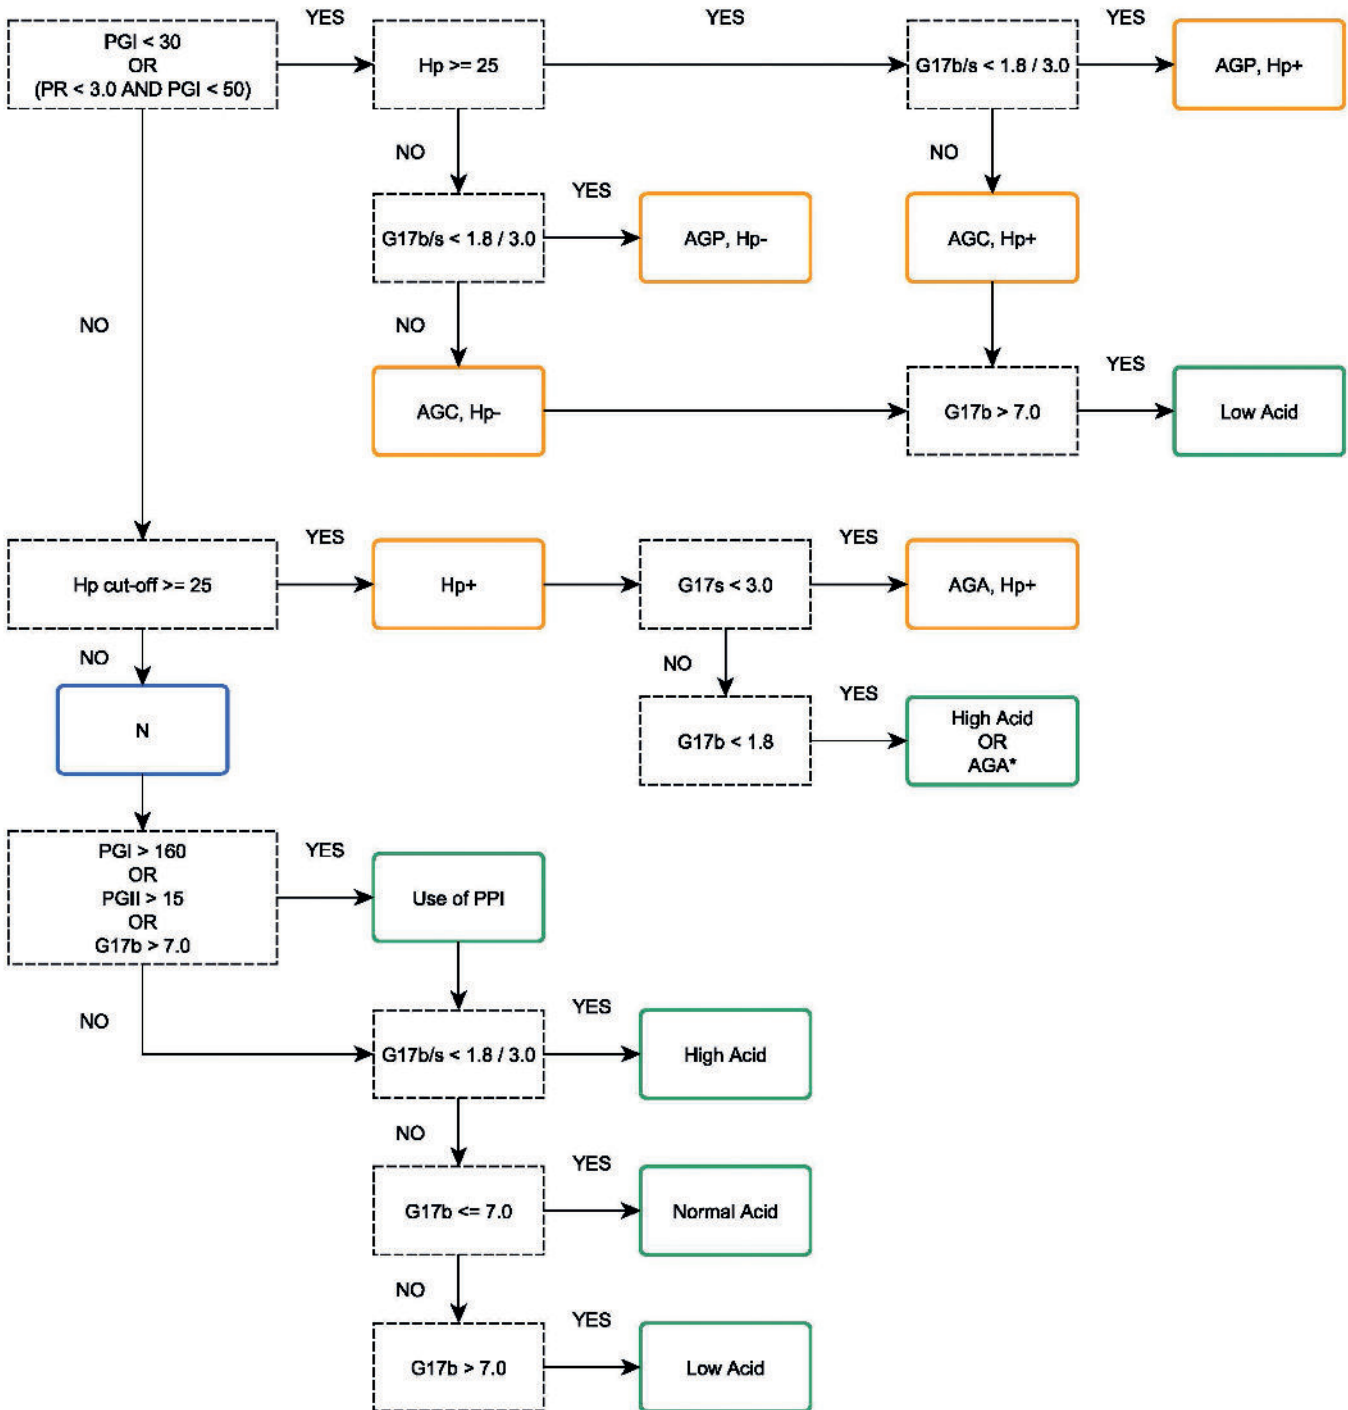 YES
YES
YES
PGI < 30
OR
(PR < 3.0 AND PGI < 50)
Hp >= 25
G17b/s < 1.8 / 3.0
AGP, Hp+
NO
NO
YES
G17b/s < 1.8 / 3.0
AGP, Hp-
AGC, Hp+
NO
NO
YES
AGC, Hp-
G17b > 7.0
Low Acid
YES
YES
Hp cut-off >= 25
Hp+
G17s < 3.0
AGA, Hp+
NO
NO
YES
N
G17b < 1.8
High Acid
OR
AGA*
PGI > 160
OR
PGII > 15
OR
G17b > 7.0
YES
Use of PPI
NO
YES
G17b/s < 1.8 / 3.0
High Acid
NO
YES
G17b <= 7.0
Normal Acid
NO
YES
G17b > 7.0
Low Acid